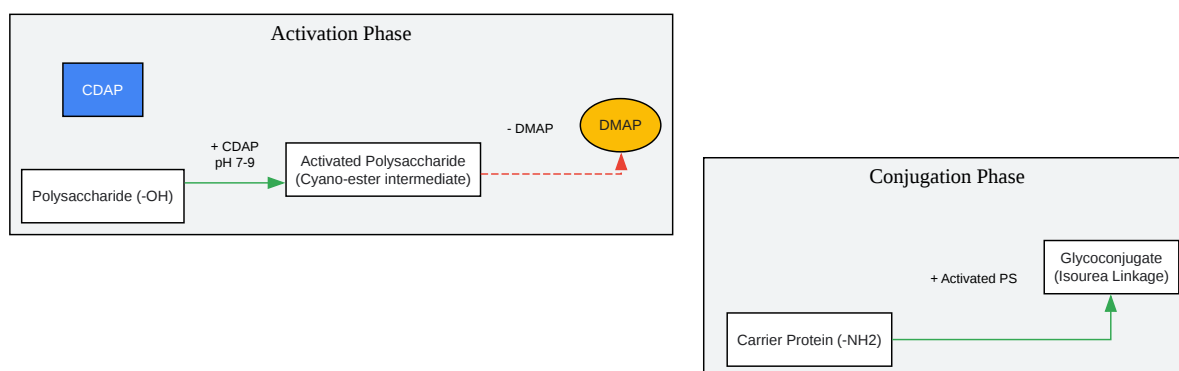 Activation Phase
CDAP
- DMAP
DMAP
+ CDAP
pH 7-9
Activated Polysaccharide
(Cyano-ester intermediate)
Polysaccharide (-OH)
Conjugation Phase
Glycoconjugate
(Isourea Linkage)
+ Activated PS
Carrier Protein (-NH2)